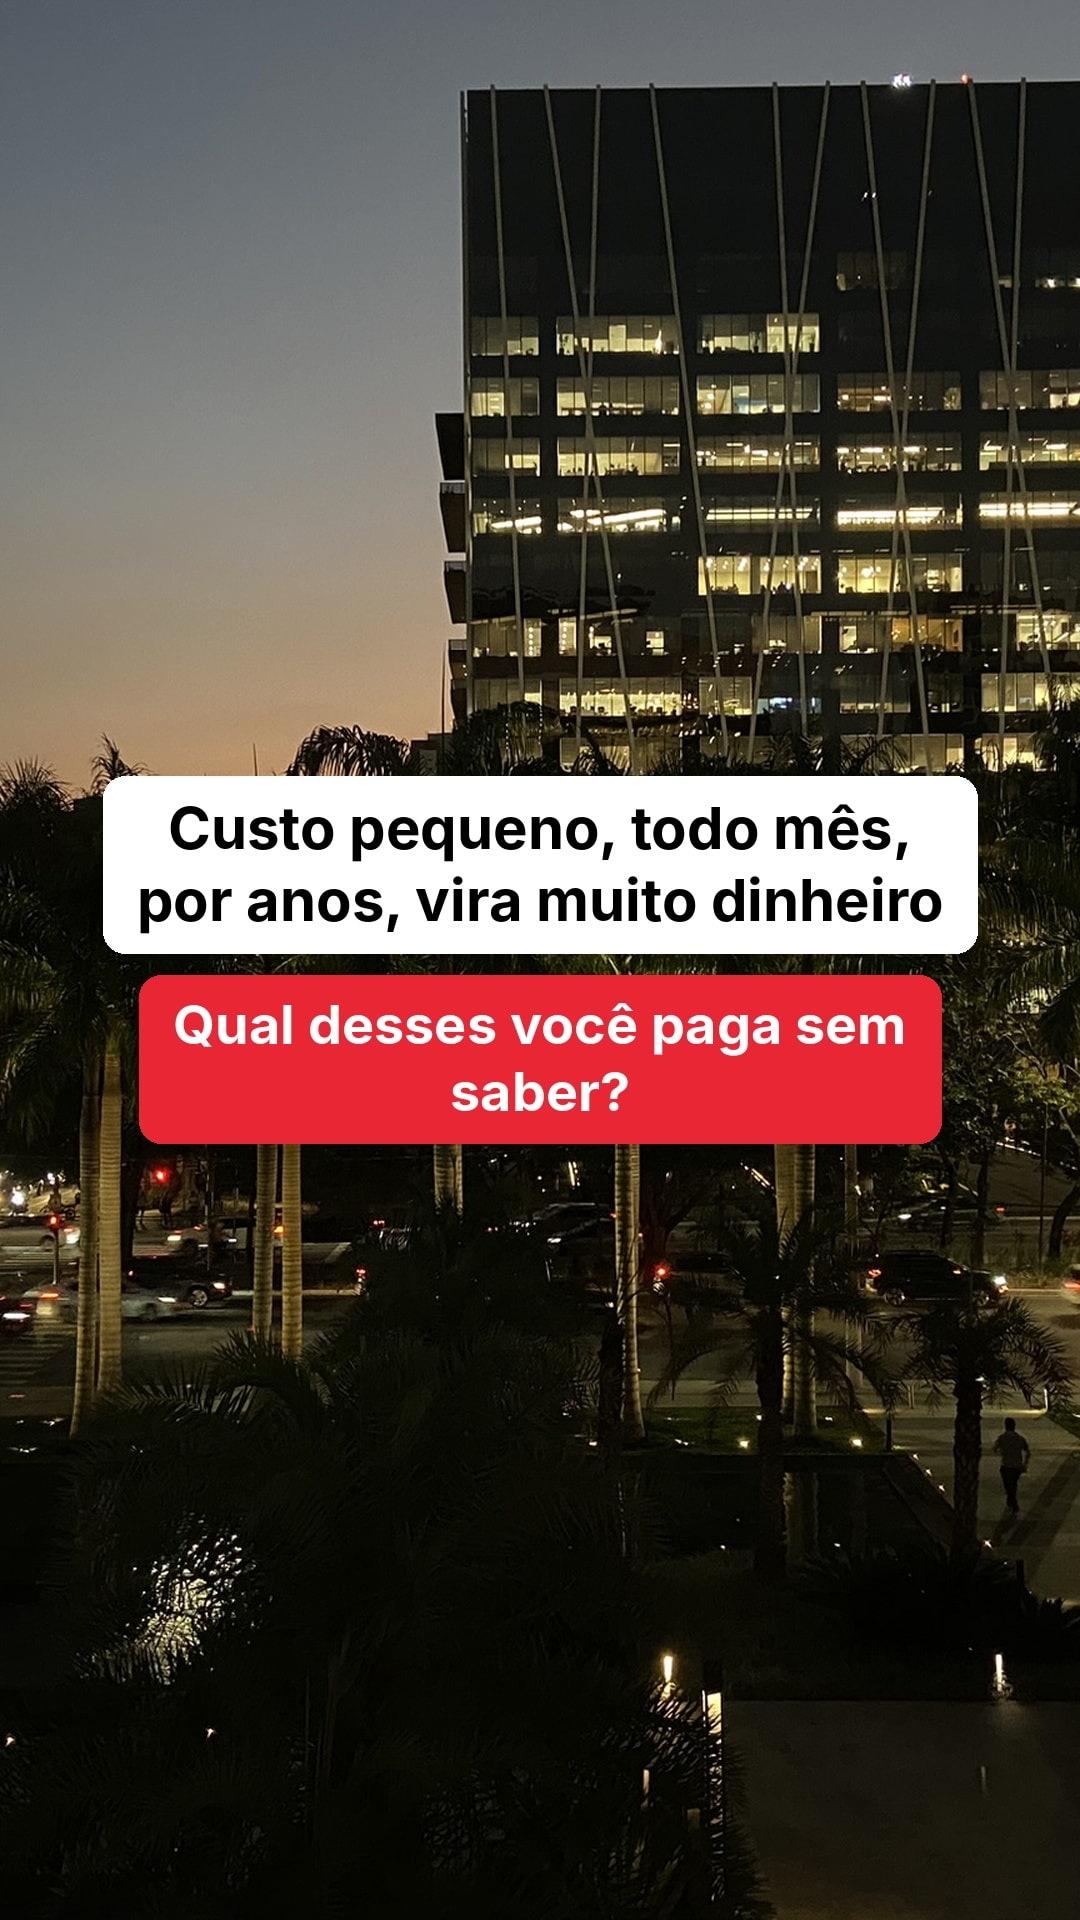 Custo pequeno, todo mês,
por anos, vira muito dinheiro
Qual desses você paga sem
saber?